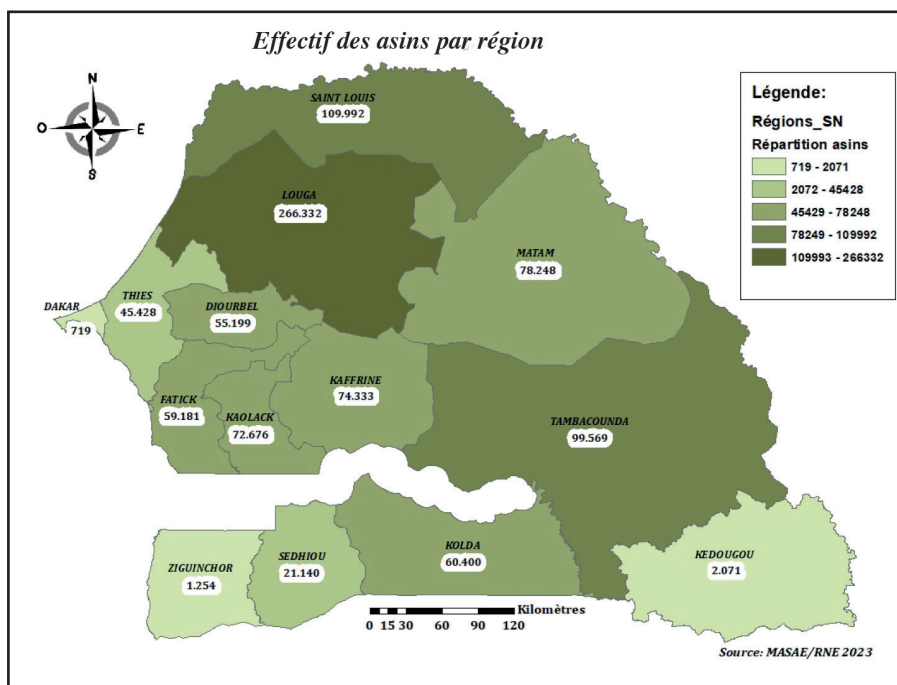 Effectif des asins par région
N
O
E
S
Légende:
Régions_SN
Répartition asins
719 - 2071
2072 - 45428
45429 - 78248
78249 - 109992
109993 - 266332
SAINT LOUIS
109.992
LOUGA
266.332
MATAM
78.248
DAKAR
719
THIES
45.428
DIOURBEL
55.199
FATICK
59.181
KAOLACK
72.676
KAFFRINE
74.333
TAMBACOUNDA
99.569
ZIGUINCHOR
1.254
SEDHIOU
21.140
KOLDA
60.400
KEDOUGOU
2.071
Kilomètres
0 15 30 60 90 120
Source: MASAE/RNE 2023